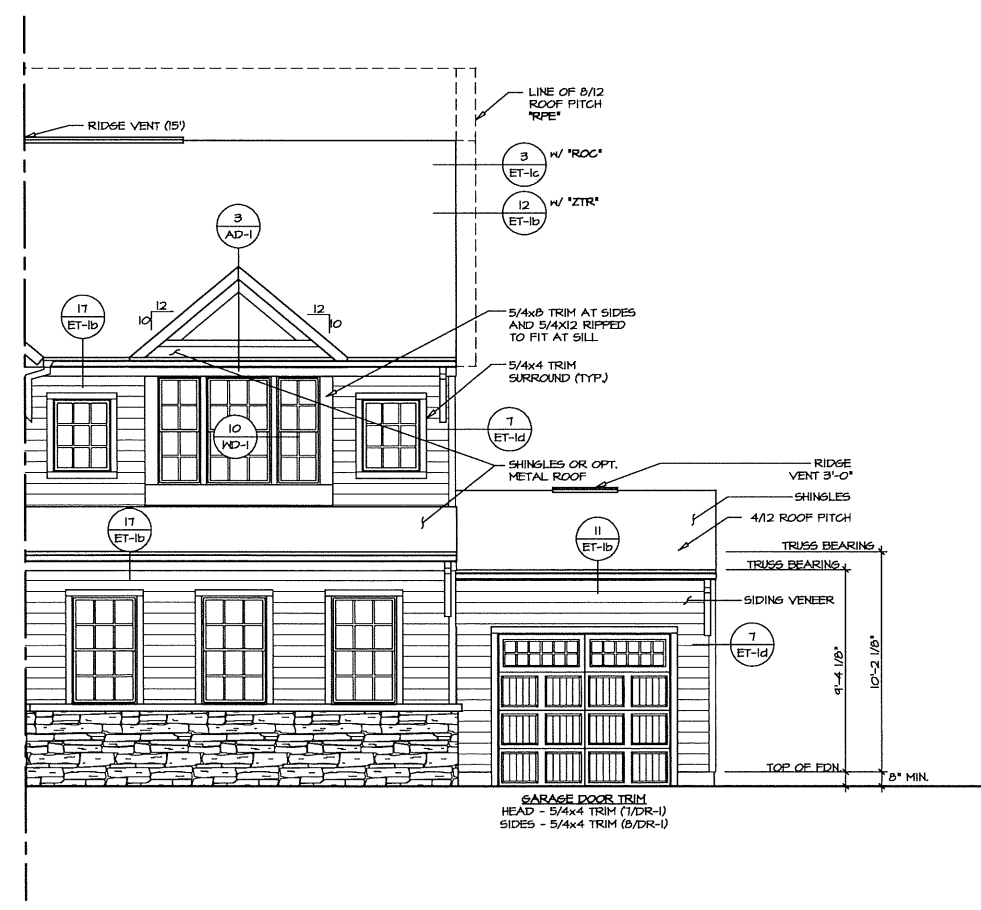 LINE OF 8/12
ROOF PITCH
"RPE"
RIDGE VENT (15')
3
ET-1c
W/ "ROC"
12
ET-1b
W/ "ZTR"
3
AD-1
17
ET-1b
12
10
12
10
5/4x8 TRIM AT SIDES
AND 5/4X12 RIPPED
TO FIT AT SILL
5/4x4 TRIM
SURROUND (TYP.)
10
WD-1
7
ET-1d
SHINGLES OR OPT.
METAL ROOF
RIDGE
VENT 3'-0"
SHINGLES
4/12 ROOF PITCH
17
ET-1b
11
ET-1b
TRUSS BEARING
TRUSS BEARING
SIDING VENEER
7
ET-1d
9'-4 1/8"
10'-2 1/8"
TOP OF FDN.
8" MIN.
GARAGE DOOR TRIM
HEAD - 5/4x4 TRIM (7/DR-1)
SIDES - 5/4x4 TRIM (8/DR-1)